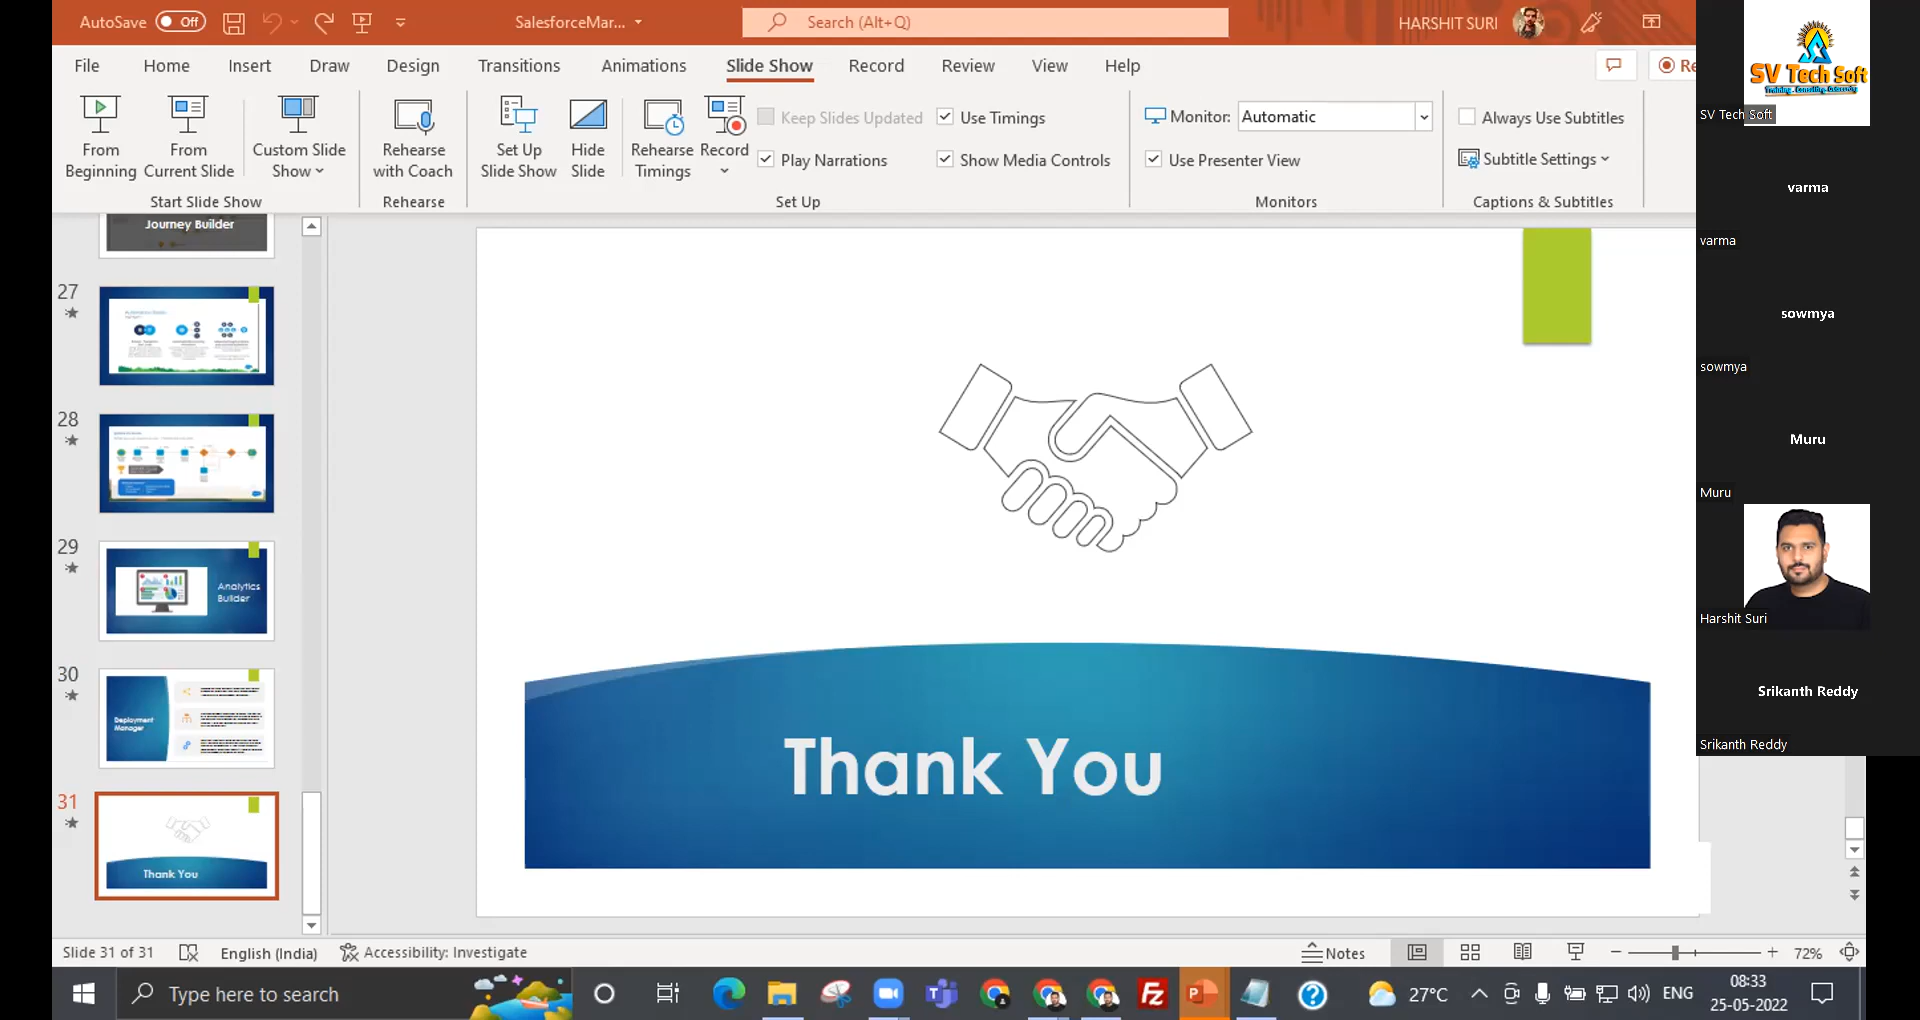 AutoSave Off
SalesforceMar...
Search (Alt+Q)
HARSHIT SURI
File Home Insert Draw Design Transitions Animations Slide Show Record Review View Help
Re
From Beginning
From Current Slide
Custom Slide Show
Start Slide Show
Rehearse with Coach
Rehearse
Set Up Slide Show
Hide Slide
Rehearse Timings
Record
Keep Slides Updated
Play Narrations
Use Timings
Show Media Controls
Set Up
Monitor: Automatic
Use Presenter View
Monitors
Always Use Subtitles
Subtitle Settings
Captions & Subtitles
Journey Builder
27
28
29
Analytics
Builder
30
Deployment
Manager
31
Thank You
Thank You
SV Tech Soft
SV Tech Soft
varma
varma
sowmya
sowmya
Muru
Muru
Harshit Suri
Srikanth Reddy
Srikanth Reddy
Slide 31 of 31
English (India)
Accessibility: Investigate
Notes
72%
Type here to search
27°C
ENG
08:33
25-05-2022